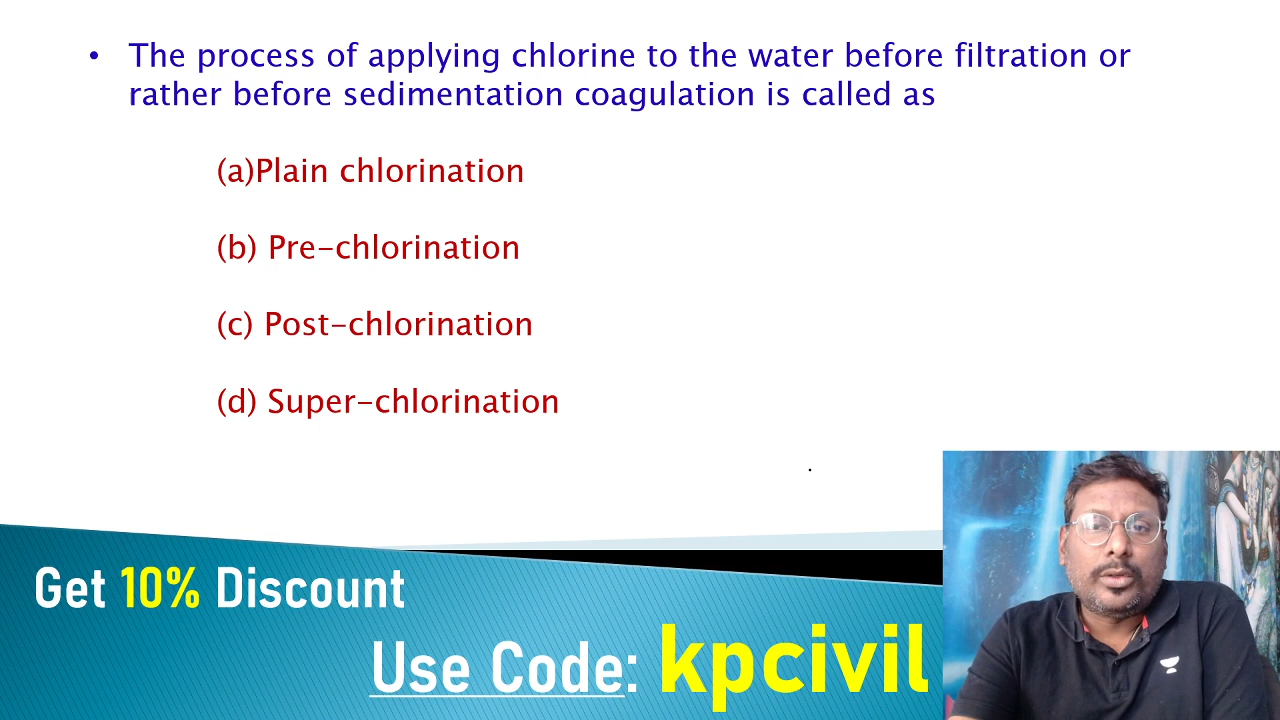 • The process of applying chlorine to the water before filtration or
rather before sedimentation coagulation is called as
(a)Plain chlorination
(b) Pre-chlorination
(c) Post-chlorination
(d) Super-chlorination
.
Get 10% Discount
Use Code: kpcivil